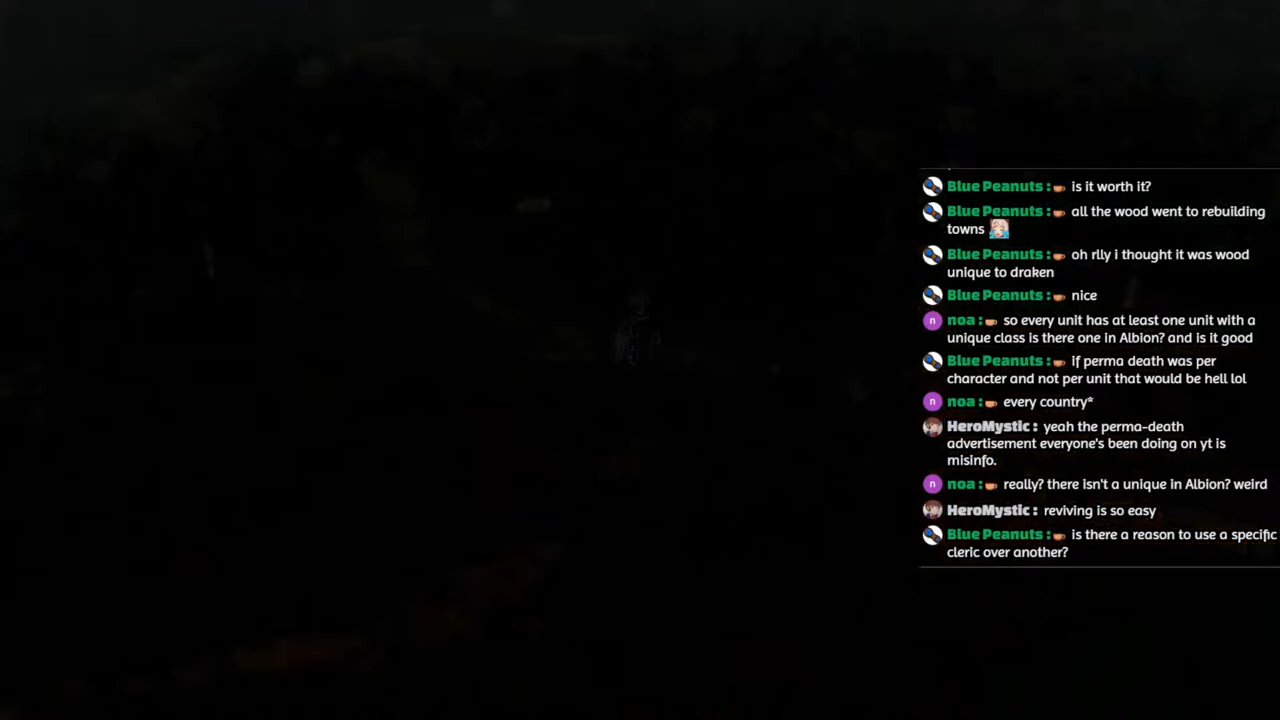 Blue Peanuts : is it worth it?
Blue Peanuts : all the wood went to rebuilding
towns
Blue Peanuts : oh rlly i thought it was wood
unique to draken
Blue Peanuts : nice
n noa : so every unit has at least one unit with a
unique class is there one in Albion? and is it good
Blue Peanuts : if perma death was per
character and not per unit that would be hell lol
n noa : every country*
HeroMystic : yeah the perma-death
advertisement everyone's been doing on yt is
misinfo.
n noa : really? there isn't a unique in Albion? weird
HeroMystic : reviving is so easy
Blue Peanuts : is there a reason to use a specific
cleric over another?